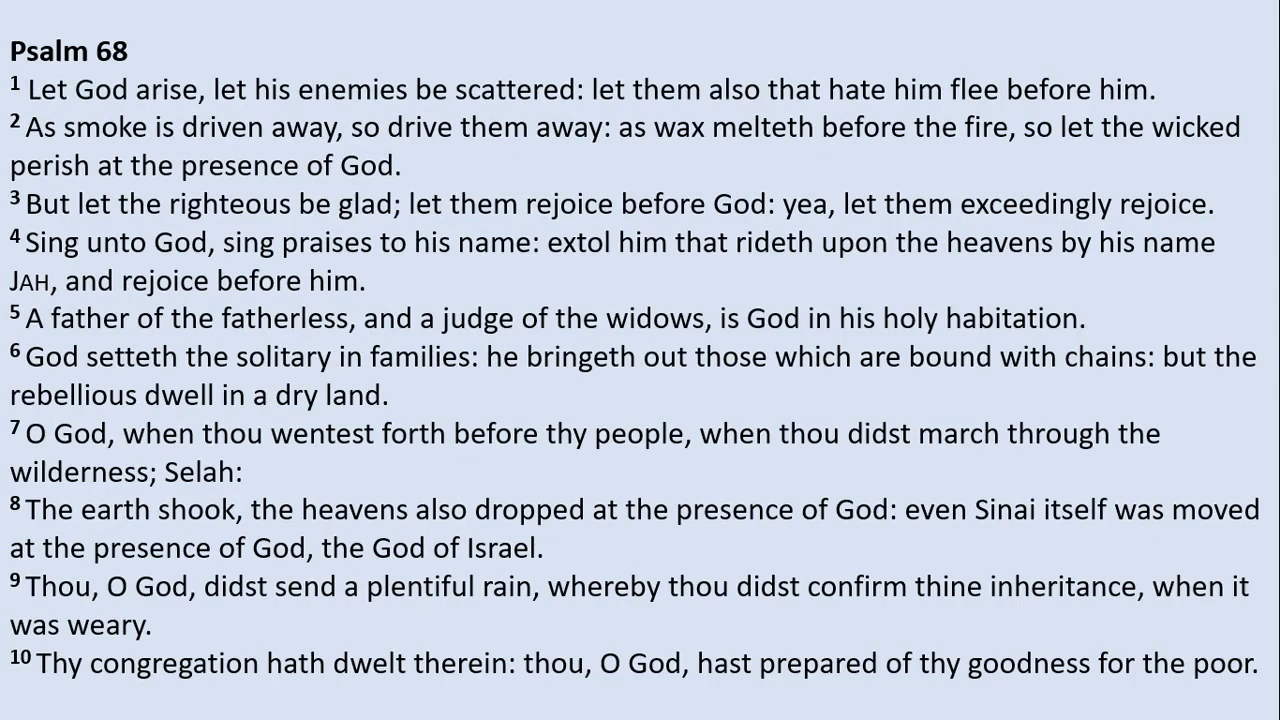 Psalm 68
1 Let God arise, let his enemies be scattered: let them also that hate him flee before him.
2 As smoke is driven away, so drive them away: as wax melteth before the fire, so let the wicked
perish at the presence of God.
3 But let the righteous be glad; let them rejoice before God: yea, let them exceedingly rejoice.
4 Sing unto God, sing praises to his name: extol him that rideth upon the heavens by his name
JAH, and rejoice before him.
5 A father of the fatherless, and a judge of the widows, is God in his holy habitation.
6 God setteth the solitary in families: he bringeth out those which are bound with chains: but the
rebellious dwell in a dry land.
7 O God, when thou wentest forth before thy people, when thou didst march through the
wilderness; Selah:
8 The earth shook, the heavens also dropped at the presence of God: even Sinai itself was moved
at the presence of God, the God of Israel.
9 Thou, O God, didst send a plentiful rain, whereby thou didst confirm thine inheritance, when it
was weary.
10 Thy congregation hath dwelt therein: thou, O God, hast prepared of thy goodness for the poor.